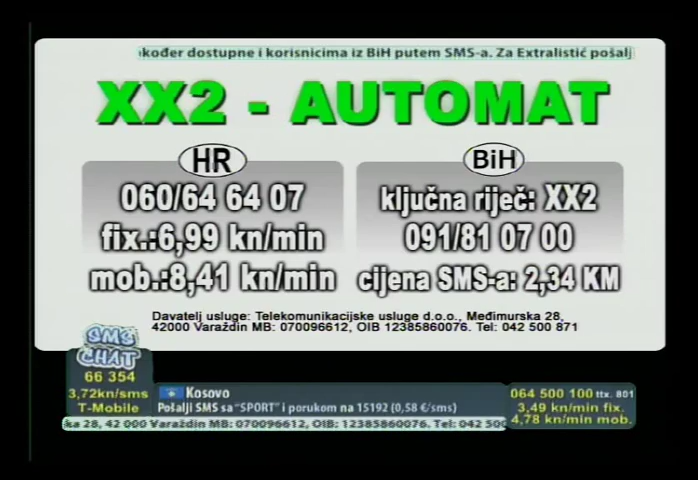 kođer dostupne i korisnicima iz BiH putem SMS-a. Za Extralistić pošalj
XX2 - AUTOMAT
HR
060/64 64 07
fix.:6,99 kn/min
mob.:8,41 kn/min
BiH
ključna riječ: XX2
091/81 07 00
cijena SMS-a: 2,34 KM
Davatelj usluge: Telekomunikacijske usluge d.o.o., Međimurska 28,
42000 Varaždin MB: 070096612, OIB 12385860076. Tel: 042 500 871
SMS
CHAT
66 354
3,72kn/sms
T-Mobile
Kosovo
Pošalji SMS sa "SPORT" i porukom na 15192 (0,58 €/sms)
064 500 100 ttx. 801
3,49 kn/min fix.
4,78 kn/min mob.
ka 28, 42 000 Varaždin MB: 070096612, OIB: 12385860076. Tel: 042 500